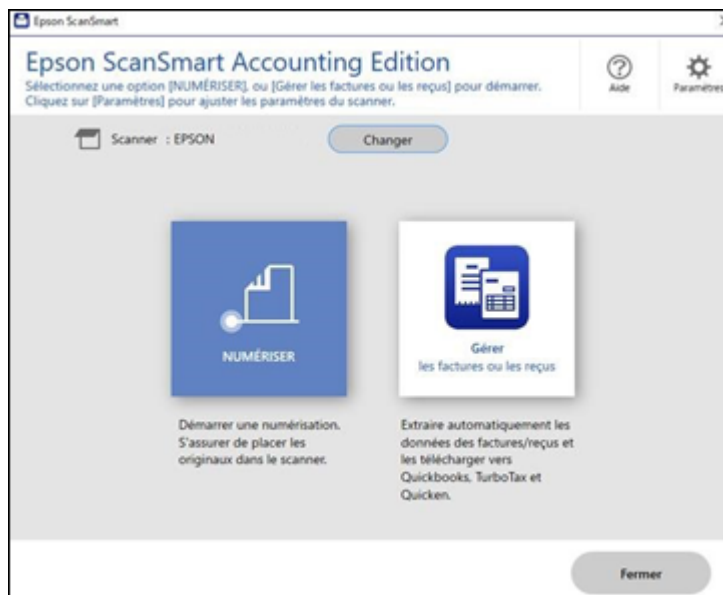 Epson ScanSmart
Epson ScanSmart Accounting Edition
Sélectionnez une option [NUMÉRISER], ou [Gérer les factures ou les reçus] pour démarrer.
Cliquez sur [Paramètres] pour ajuster les paramètres du scanner.
Aide
Paramètres
Scanner : EPSON
Changer
NUMÉRISER
Gérer
les factures ou les reçus
Démarrer une numérisation.
S'assurer de placer les
originaux dans le scanner.
Extraire automatiquement les
données des factures/reçus et
les télécharger vers
Quickbooks, TurboTax et
Quicken.
Fermer